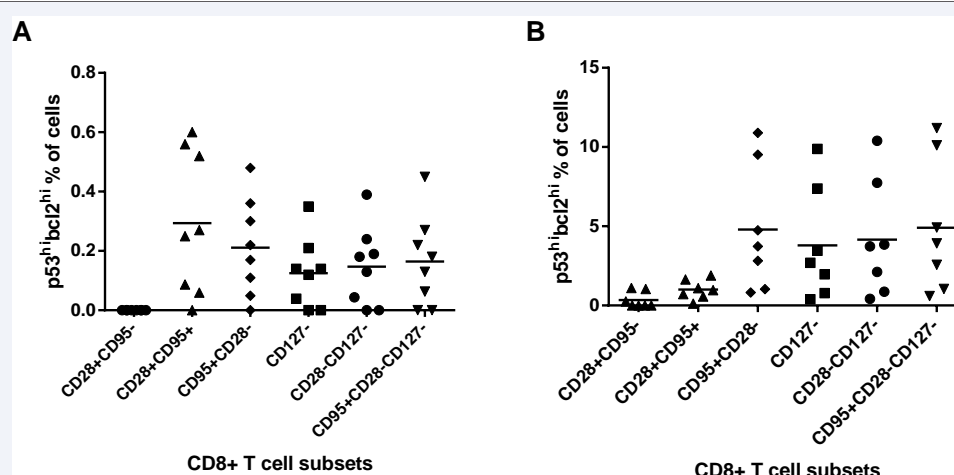 A
p53hibcl2hi % of cells
0.8
0.6
0.4
0.2
0.0
CD28+CD95-
CD28+CD95+
CD95+CD28-
CD127-
CD28-CD127-
CD95+CD28-CD127-
CD8+ T cell subsets
B
p53hibcl2hi % of cells
15
10
5
0
CD28+CD95-
CD28+CD95+
CD95+CD28-
CD127-
CD28-CD127-
CD95+CD28-CD127-
CD8+ T cell subsets